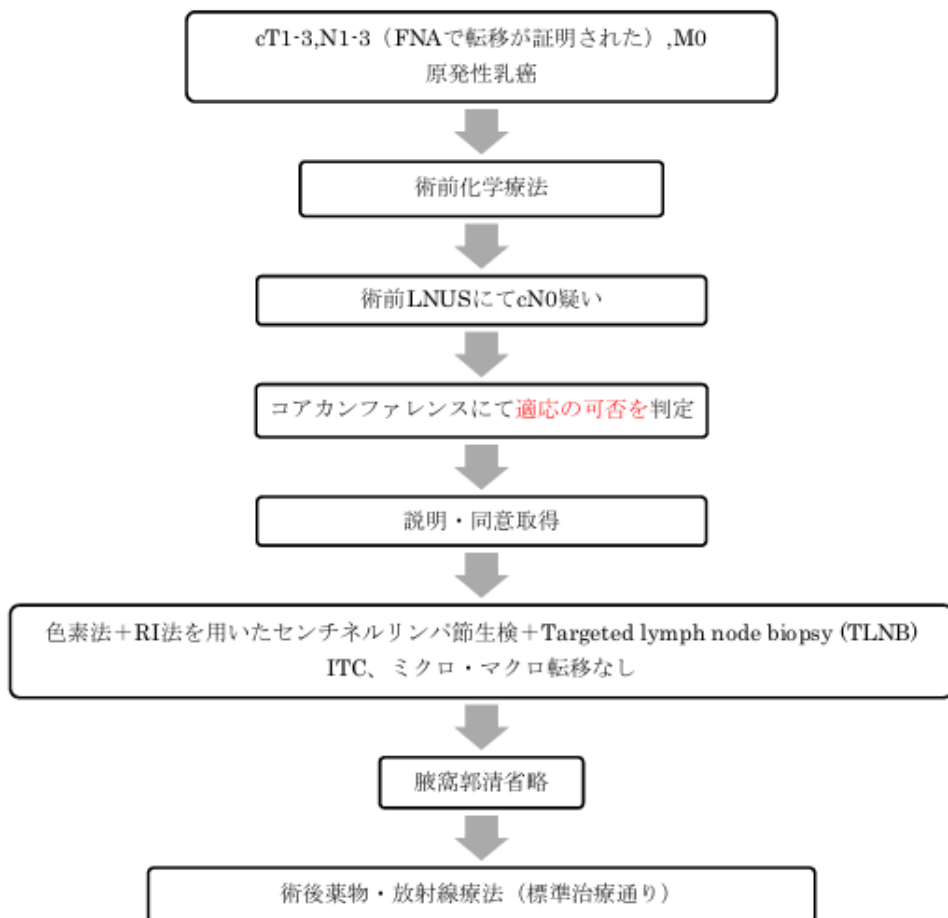 cT1-3,N1-3（FNAで転移が証明された）,M0
原発性乳癌
術前化学療法
術前LNUSにてcN0疑い
コアカンファレンスにて適応の可否を判定
説明・同意取得
色素法＋RI法を用いたセンチネルリンパ節生検＋Targeted lymph node biopsy (TLNB)
ITC、ミクロ・マクロ転移なし
腋窩郭清省略
術後薬物・放射線療法（標準治療通り）